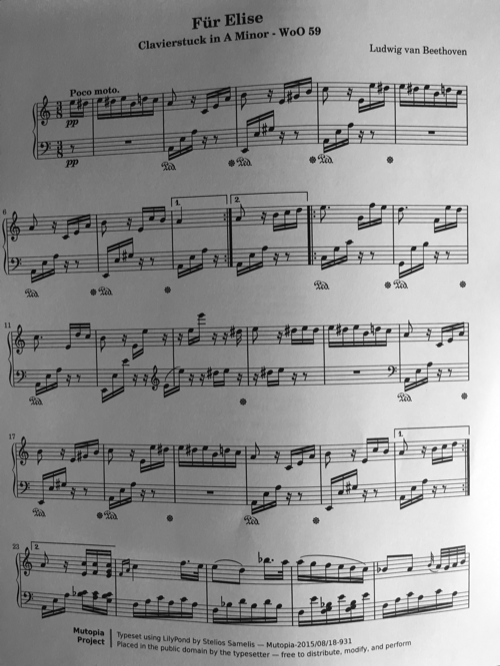 Für Elise
Clavierstuck in A Minor - WoO 59
Ludwig van Beethoven
Poco moto.
pp
pp
6
1.
2.
11
17
1.
23
2.
Mutopia Project
Typeset using LilyPond by Stelios Samelis — Mutopia-2015/08/18-931
Placed in the public domain by the typesetter — free to distribute, modify, and perform